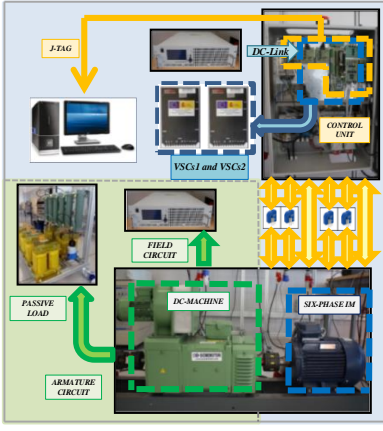 J-TAG
DC-Link
CONTROL
UNIT
VSCs1 and VSCs2
FIELD
CIRCUIT
PASSIVE
LOAD
DC-MACHINE
SIX-PHASE IM
ARMATURE
CIRCUIT